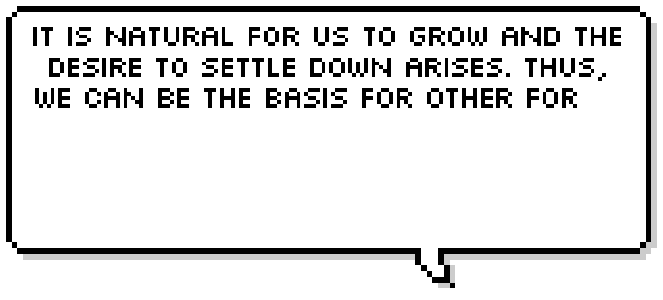 IT IS NATURAL FOR US TO GROW AND THE
DESIRE TO SETTLE DOWN ARISES. THUS,
WE CAN BE THE BASIS FOR OTHER FOR